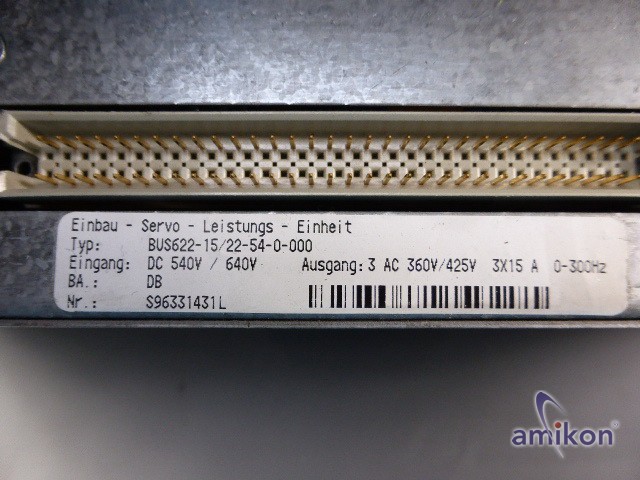 Einbau - Servo - Leistungs - Einheit
Typ: BUS622-15/22-54-0-000
Eingang: DC 540V / 640V Ausgang: 3 AC 360V/425V 3X15 A 0-300Hz
BA.: DB
Nr.: S96331431L
amikon®